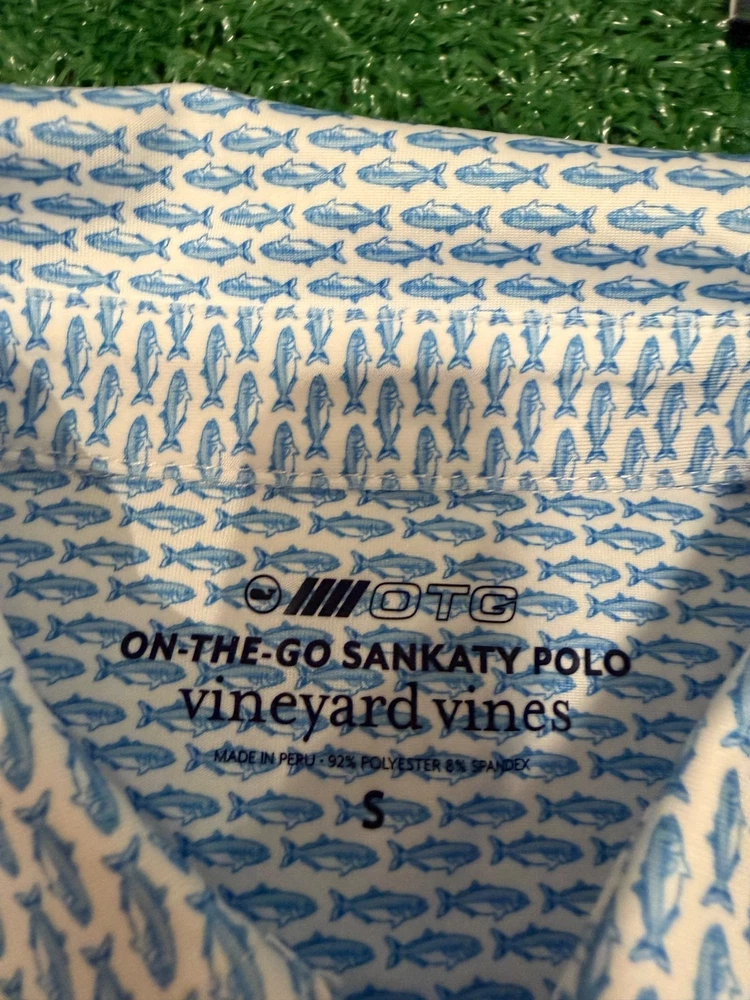 OTG
ON-THE-GO SANKATY POLO
vineyard vines
MADE IN PERU · 92% POLYESTER 8% SPANDEX
S